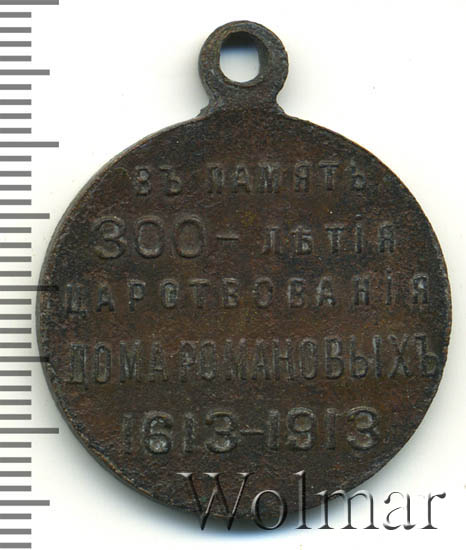 ВЪ ПАМЯТЬ
300-ЛѢТІЯ
ЦАРСТВОВАНІЯ
ДОМА РОМАНОВЫХЪ
1613-1913
Wolmar